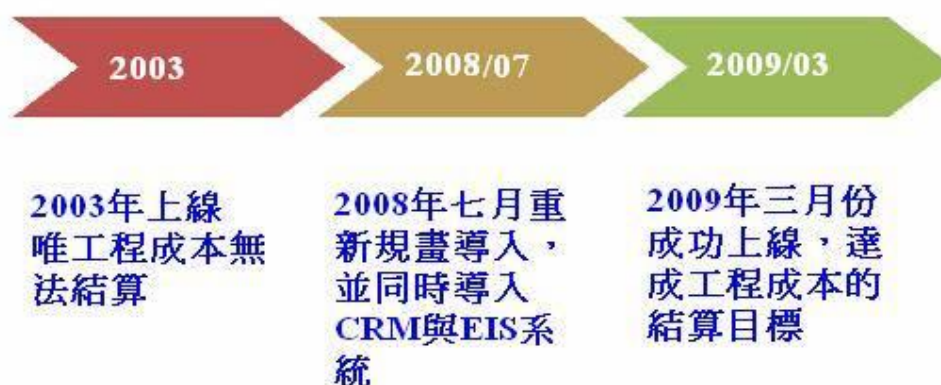 2003
2008/07
2009/03
2003年上線
唯工程成本無
法結算
2008年七月重
新規畫導入，
並同時導入
CRM與EIS系
統
2009年三月份
成功上線，達
成工程成本的
結算目標